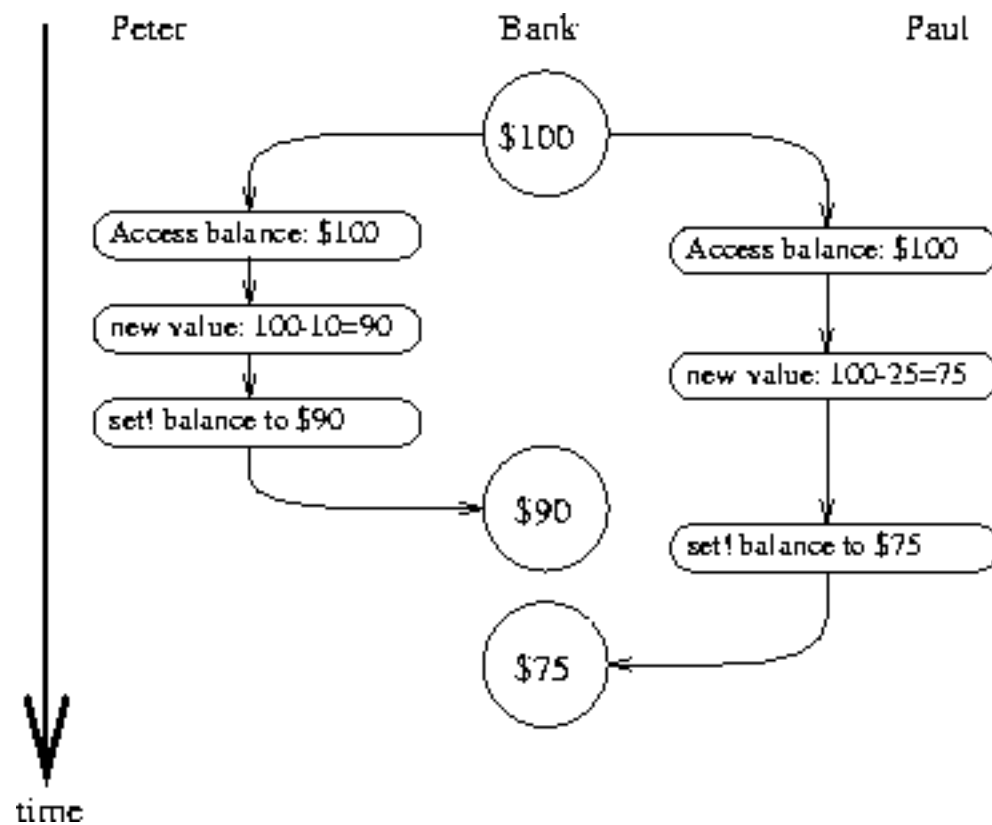 Peter Bank Paul
$100
Access balance: $100
Access balance: $100
new value: 100-10=90
new value: 100-25=75
set! balance to $90
$90
set! balance to $75
$75
time